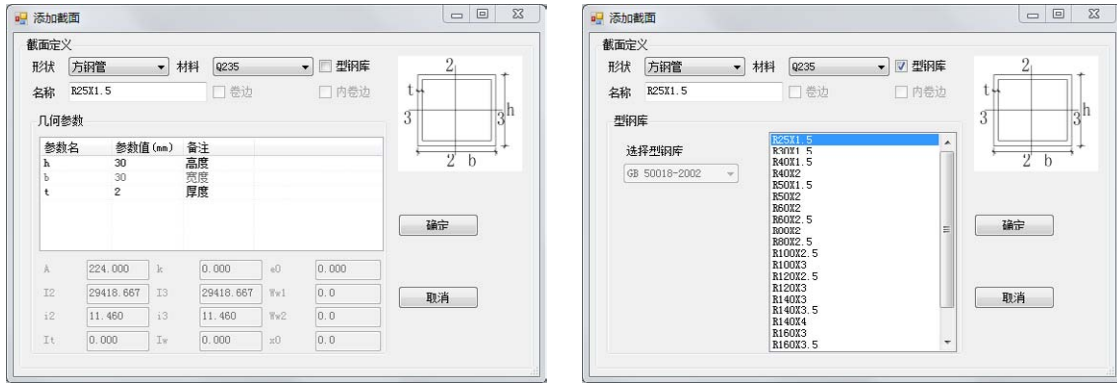 添加截面
截面定义
形状 方钢管 材料 Q235 型钢库
名称 R25X1.5 卷边 内卷边
几何参数
参数名 参数值(mm) 备注
h 30 高度
b 30 宽度
t 2 厚度
A 224.000 k 0.000 e0 0.000
I2 29418.667 I3 29418.667 Ww1 0.0
i2 11.460 i3 11.460 Ww2 0.0
It 0.000 Iw 0.000 x0 0.0
2
t
3 3 h
2 b
确定
取消
添加截面
截面定义
形状 方钢管 材料 Q235 型钢库
名称 R25X1.5 卷边 内卷边
型钢库
选择型钢库
GB 50018-2002
R25X1.5
R30X1.5
R40X1.5
R40X2
R50X1.5
R50X2
R60X2
R60X2.5
R80X2.5
R100X2.5
R100X3
R120X2.5
R120X3
R140X3
R140X3.5
R140X4
R160X3
R160X3.5
2
t
3 3 h
2 b
确定
取消